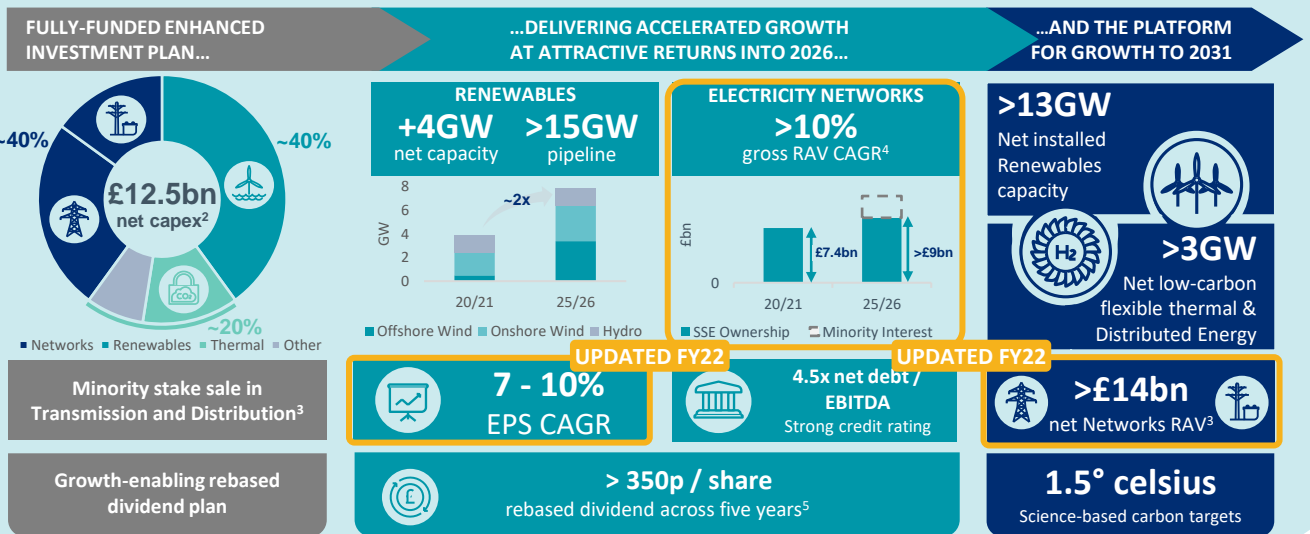 FULLY-FUNDED ENHANCED
INVESTMENT PLAN...
...DELIVERING ACCELERATED GROWTH
AT ATTRACTIVE RETURNS INTO 2026...
...AND THE PLATFORM
FOR GROWTH TO 2031
~40%
~40%
£12.5bn
net capex2
CO₂
~20%
Networks Renewables Thermal Other
Minority stake sale in
Transmission and Distribution3
Growth-enabling rebased
dividend plan
RENEWABLES
+4GW >15GW
net capacity pipeline
8
6
4
2
0
GW
~2x
20/21 25/26
Offshore Wind Onshore Wind Hydro
ELECTRICITY NETWORKS
>10%
gross RAV CAGR4
£bn
0
£7.4bn
>£9bn
20/21 25/26
SSE Ownership Minority Interest
UPDATED FY22
7 - 10%
EPS CAGR
4.5x net debt /
EBITDA
Strong credit rating
> 350p / share
£
rebased dividend across five years5
>13GW
Net installed
Renewables
capacity
H₂
>3GW
Net low-carbon
flexible thermal &
Distributed Energy
UPDATED FY22
>£14bn
net Networks RAV3
1.5° celsius
Science-based carbon targets